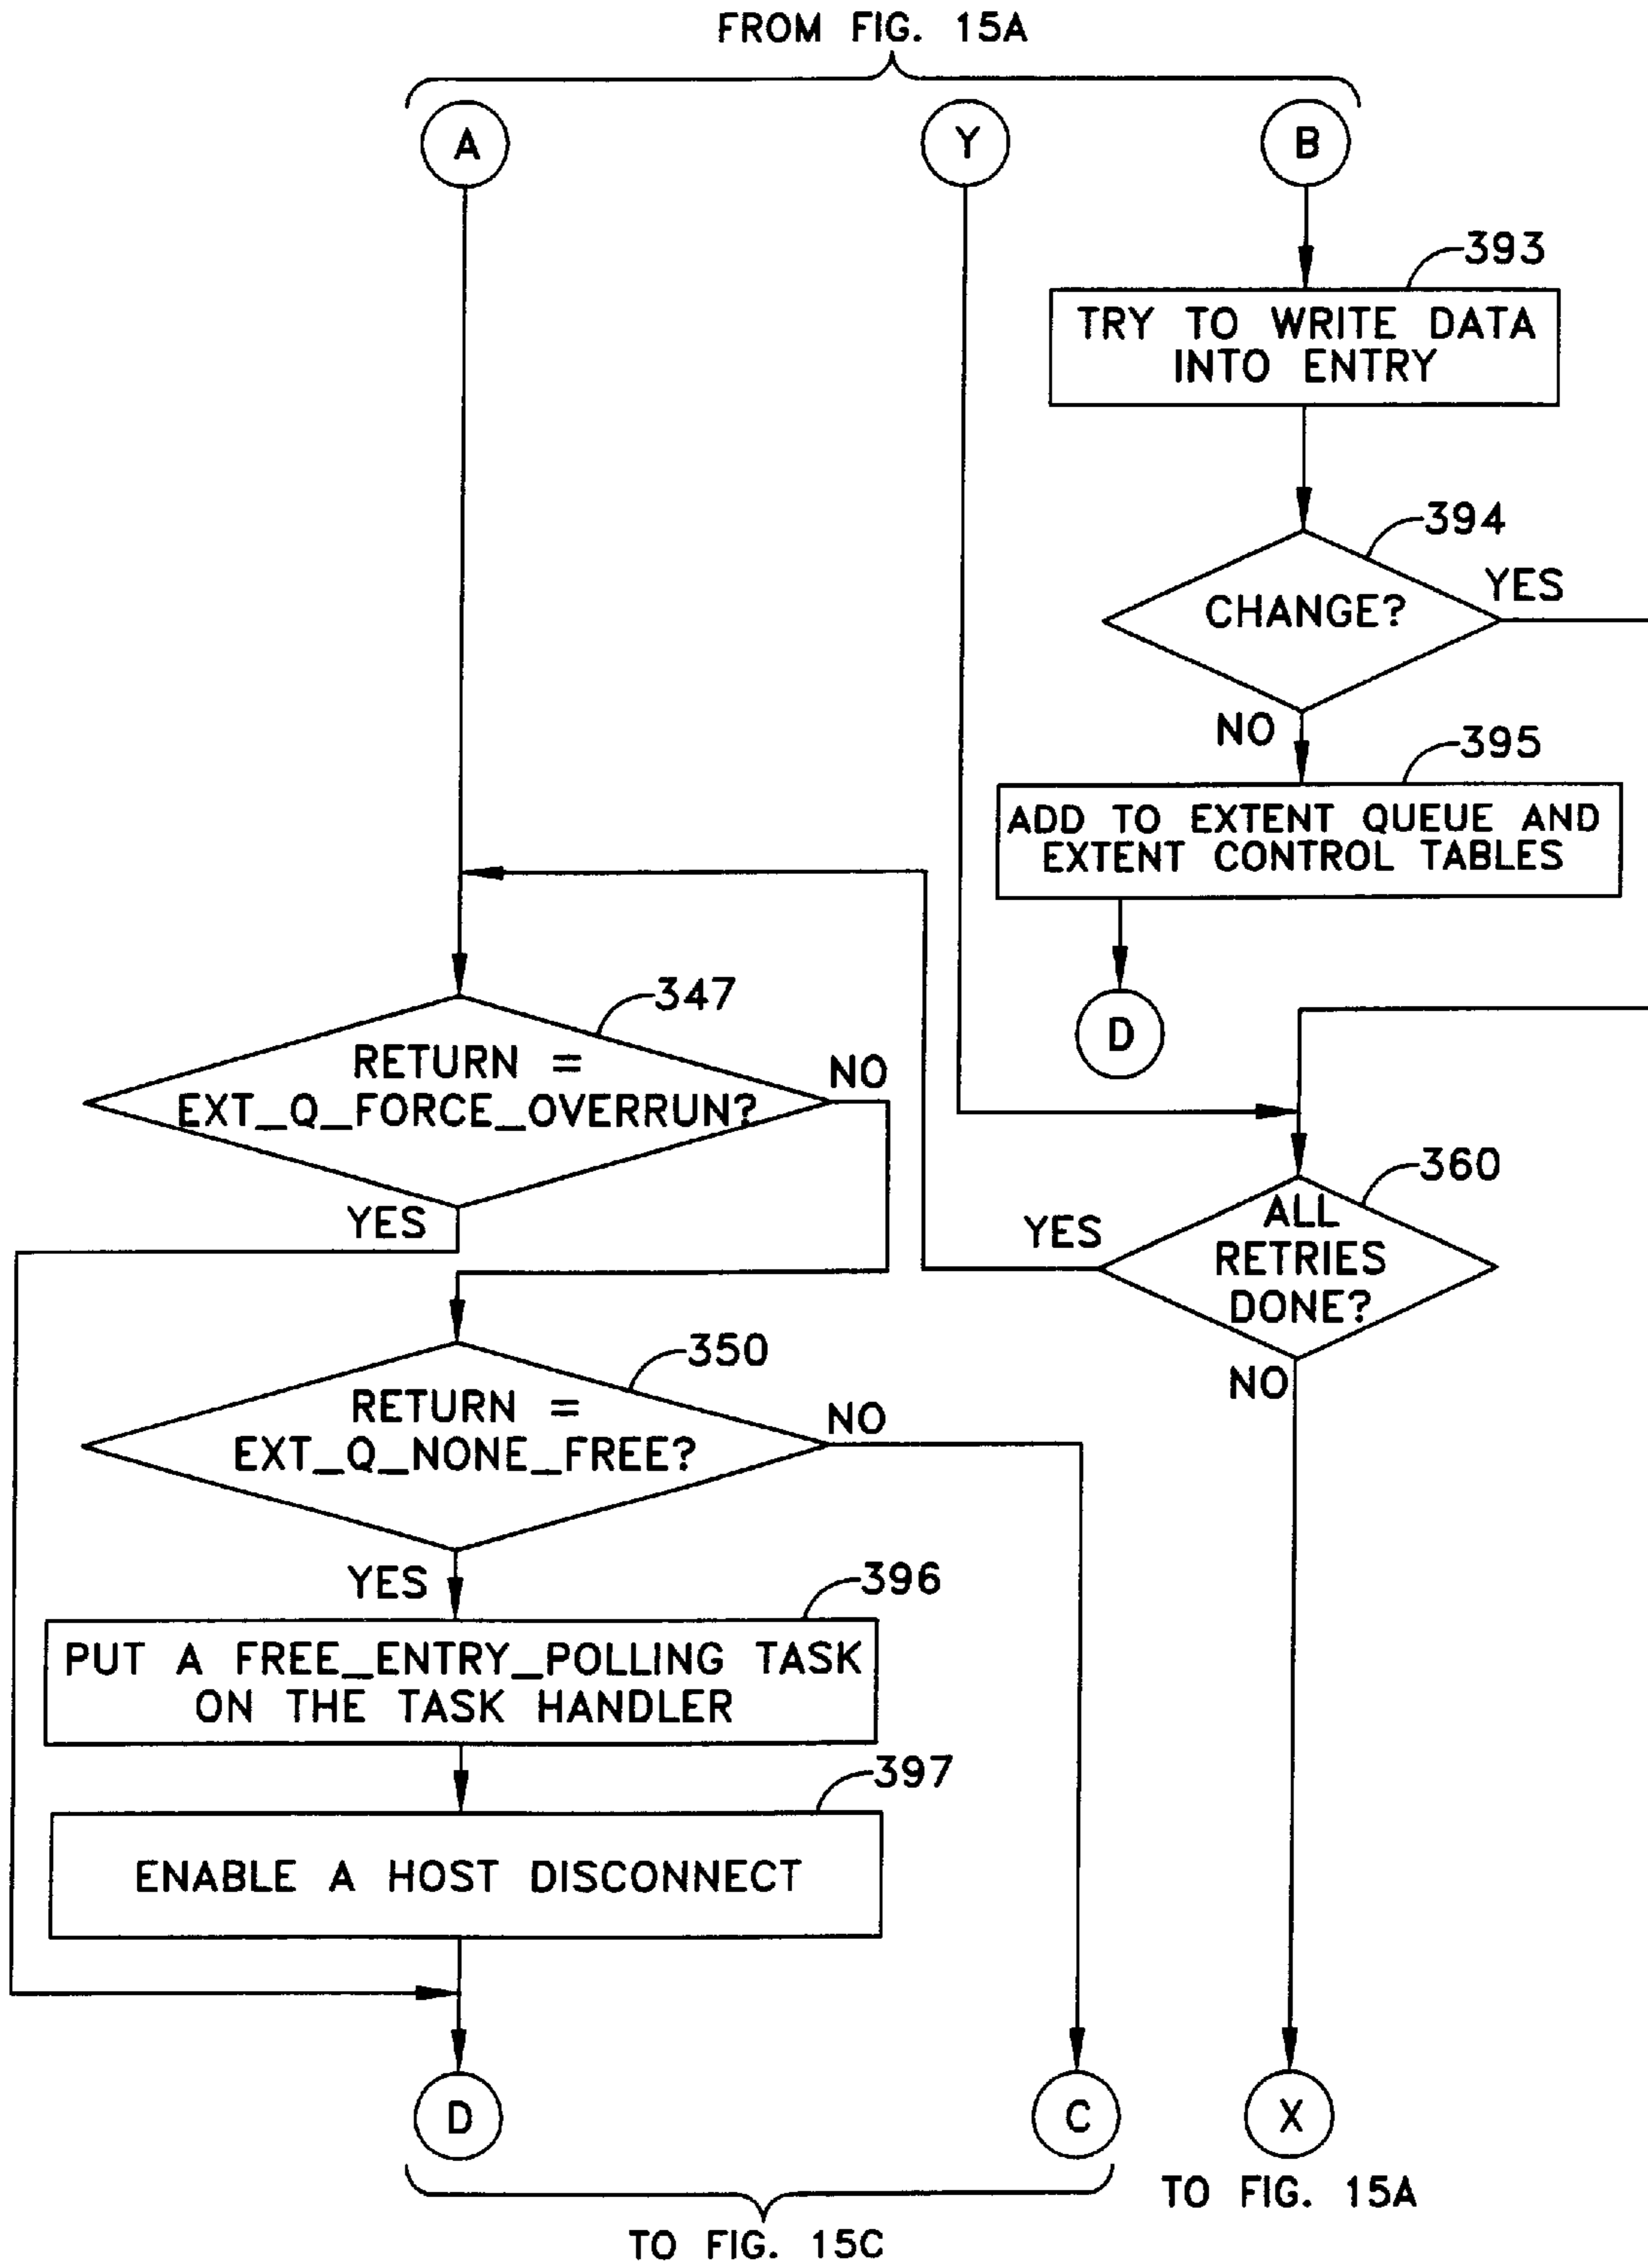 FROM FIG. 15A
A
Y
B
393
TRY TO WRITE DATA
INTO ENTRY
394
CHANGE?
YES
NO
395
ADD TO EXTENT QUEUE AND
EXTENT CONTROL TABLES
D
347
RETURN =
EXT_Q_FORCE_OVERRUN?
NO
YES
360
ALL
RETRIES
DONE?
YES
NO
350
RETURN =
EXT_Q_NONE_FREE?
NO
YES
396
PUT A FREE_ENTRY_POLLING TASK
ON THE TASK HANDLER
397
ENABLE A HOST DISCONNECT
D
C
X
TO FIG. 15A
TO FIG. 15C